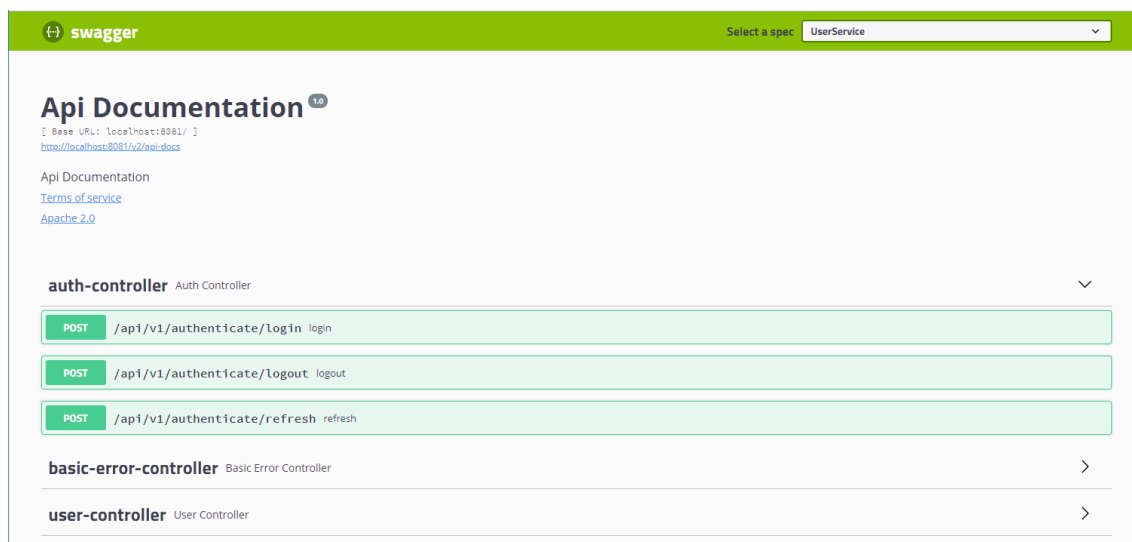 {...} swagger
Select a spec UserService
Api Documentation 1.0
[ Base URL: localhost:8081/ ]
http://localhost:8081/v2/api-docs
Api Documentation
Terms of service
Apache 2.0
auth-controller Auth Controller
POST /api/v1/authenticate/login login
POST /api/v1/authenticate/logout logout
POST /api/v1/authenticate/refresh refresh
basic-error-controller Basic Error Controller
user-controller User Controller